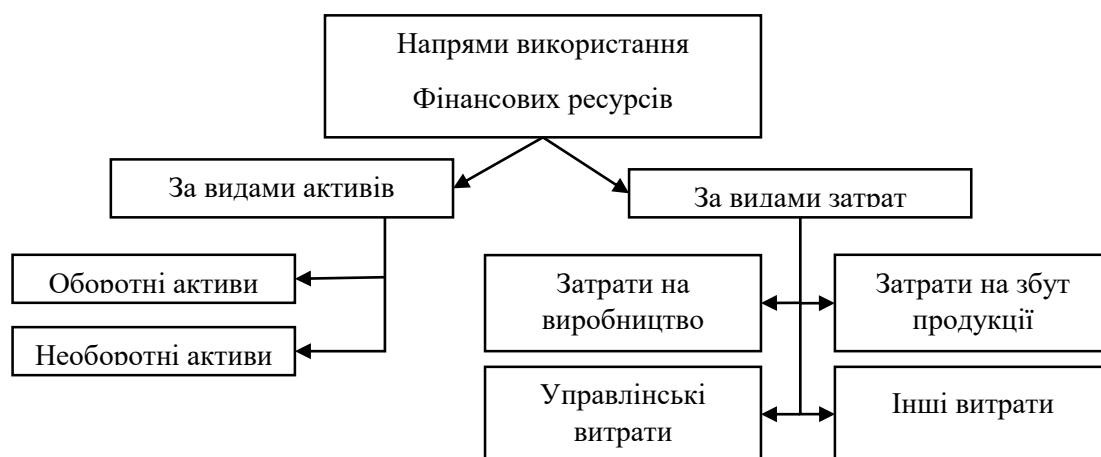 Напрями використання
Фінансових ресурсів
За видами активів
За видами затрат
Оборотні активи
Необоротні активи
Затрати на
виробництво
Затрати на збут
продукції
Управлінські
витрати
Інші витрати